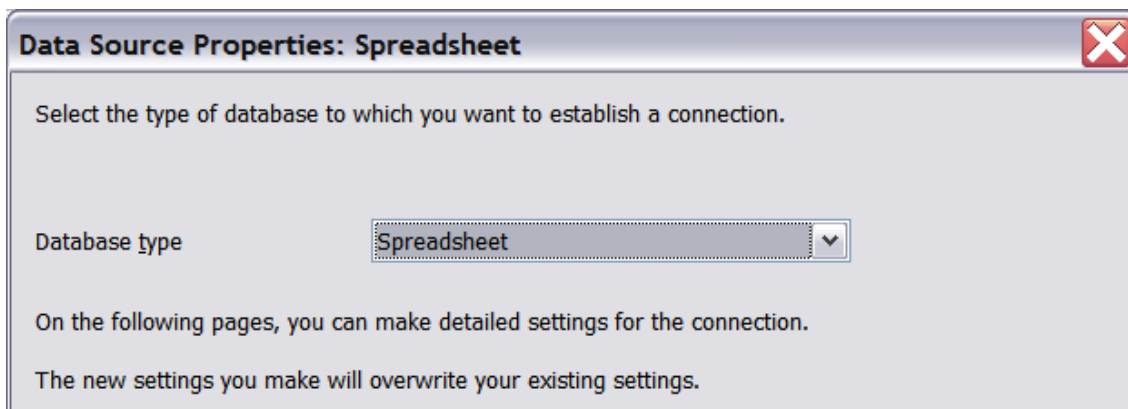 Data Source Properties: Spreadsheet
Select the type of database to which you want to establish a connection.
Database type
Spreadsheet
On the following pages, you can make detailed settings for the connection.
The new settings you make will overwrite your existing settings.